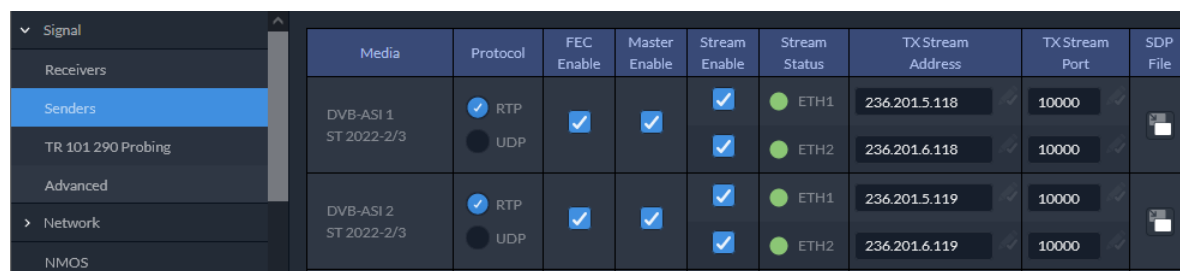 Signal
Receivers
Senders
TR 101 290 Probing
Advanced
Network
NMOS
Media Protocol FEC Enable Master Enable Stream Enable Stream Status TX Stream Address TX Stream Port SDP File
DVB-ASI 1
ST 2022-2/3
RTP
UDP
ETH1 236.201.5.118 10000
ETH2 236.201.6.118 10000
DVB-ASI 2
ST 2022-2/3
RTP
UDP
ETH1 236.201.5.119 10000
ETH2 236.201.6.119 10000